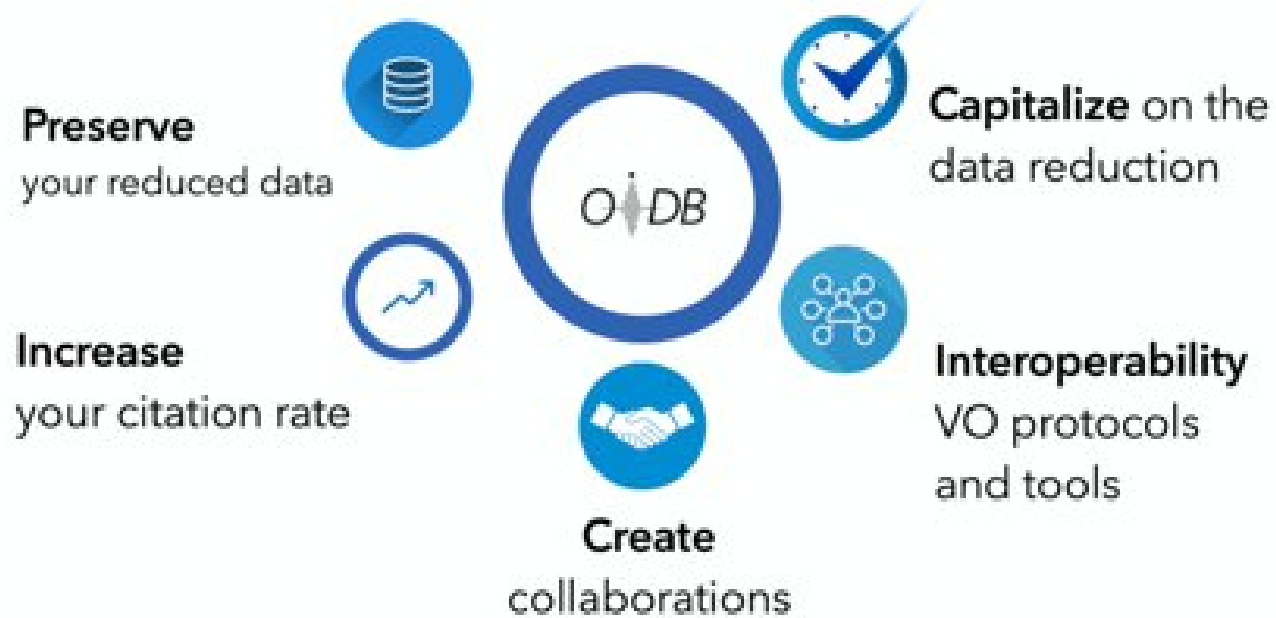 Preserve
your reduced data
Increase
your citation rate
OiDB
Capitalize on the
data reduction
Interoperability
VO protocols
and tools
Create
collaborations